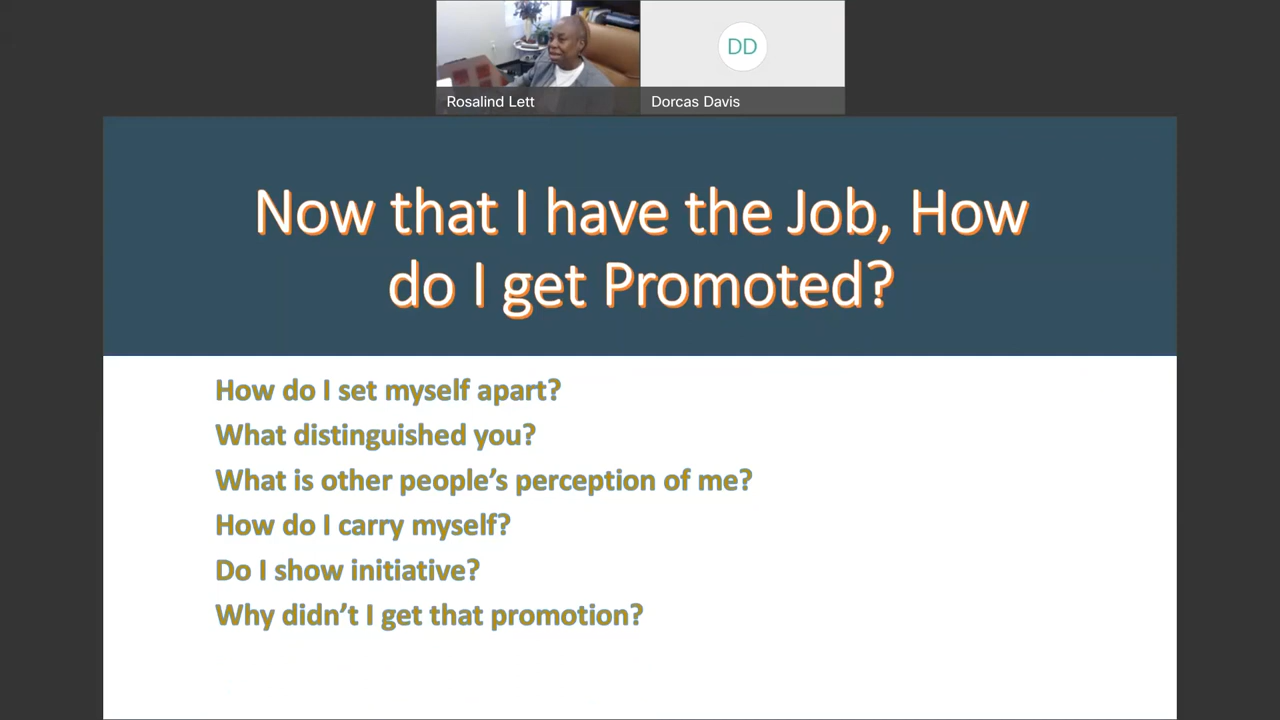 DD
Rosalind Lett
Dorcas Davis
Now that I have the Job, How
do I get Promoted?
How do I set myself apart?
What distinguished you?
What is other people’s perception of me?
How do I carry myself?
Do I show initiative?
Why didn’t I get that promotion?